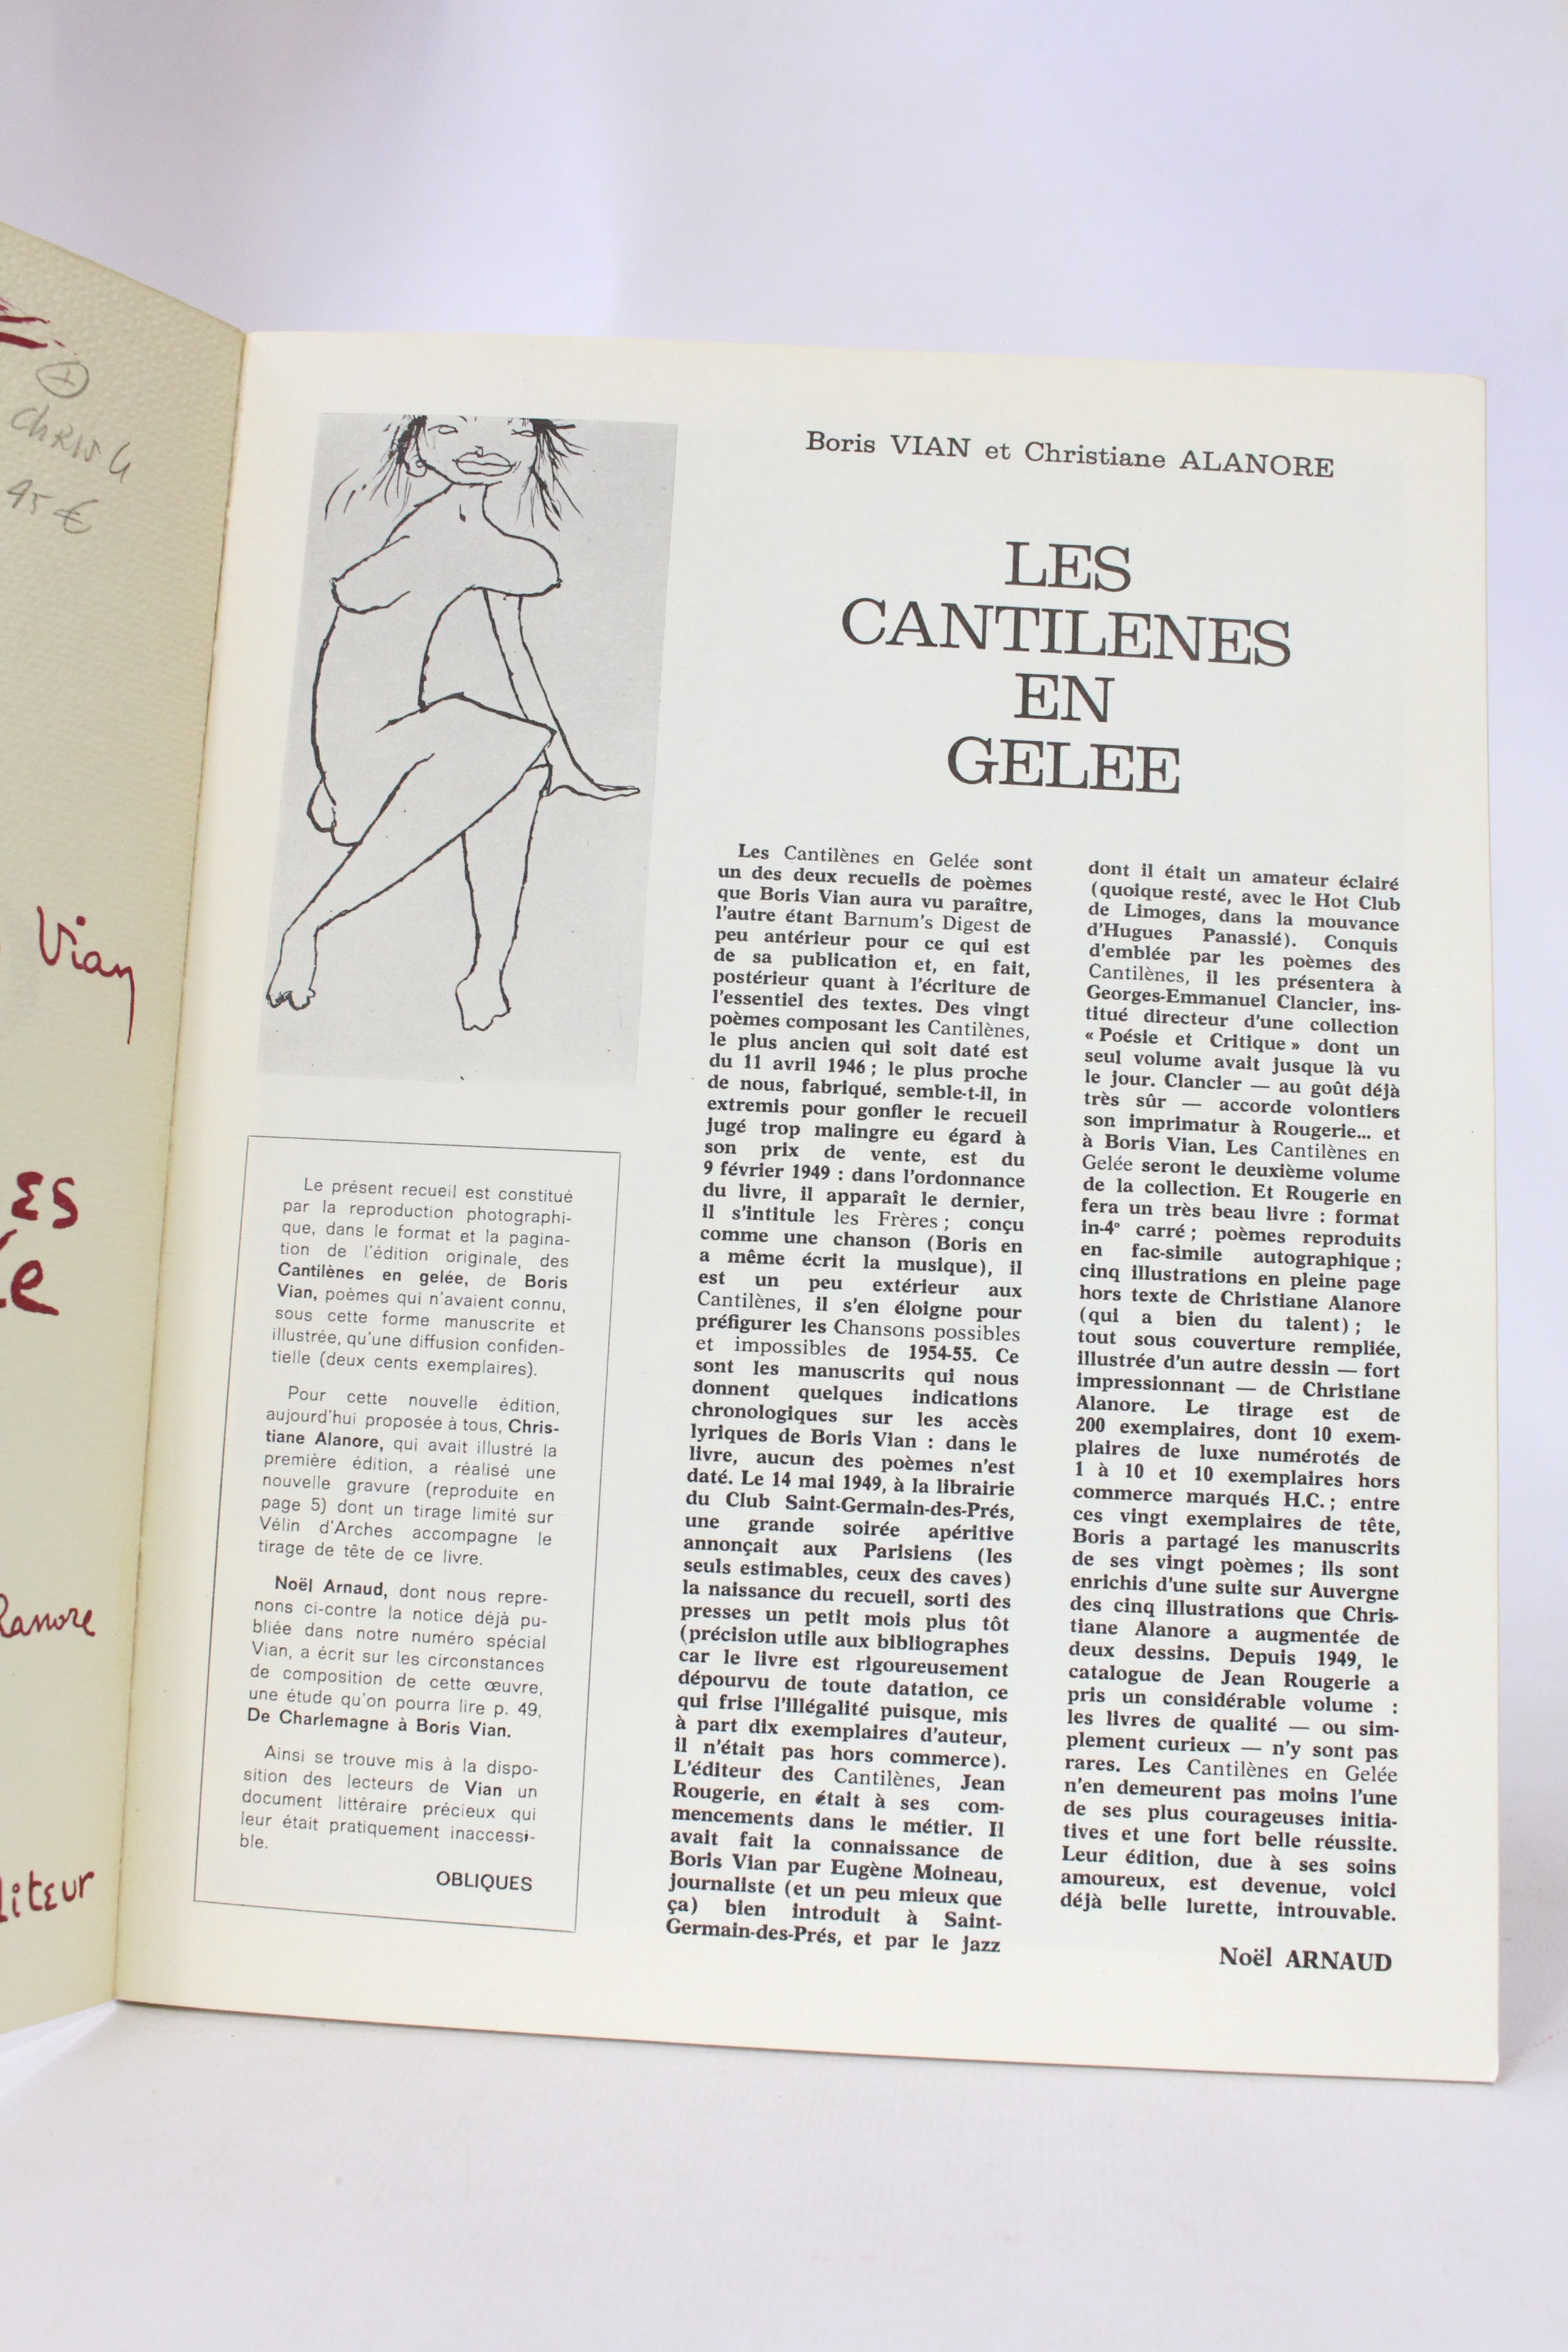 45 €
Vian
ES
anore
diteur
Boris VIAN et Christiane ALANORE
LES
CANTILENES
EN
GELEE
Le présent recueil est constitué
par la reproduction photographi-
que, dans le format et la pagina-
tion de l'édition originale, des
Cantilènes en gelée, de Boris
Vian, poèmes qui n'avaient connu,
sous cette forme manuscrite et
illustrée, qu'une diffusion confiden-
tielle (deux cents exemplaires).
Pour cette nouvelle édition,
aujourd'hui proposée à tous, Chris-
tiane Alanore, qui avait illustré la
première édition, a réalisé une
nouvelle gravure (reproduite en
page 5) dont un tirage limité sur
Vélin d'Arches accompagne le
tirage de tête de ce livre.
Noël Arnaud, dont nous repre-
nons ci-contre la notice déjà pu-
bliée dans notre numéro spécial
Vian, a écrit sur les circonstances
de composition de cette œuvre,
une étude qu'on pourra lire p. 49,
De Charlemagne à Boris Vian.
Ainsi se trouve mis à la dispo-
sition des lecteurs de Vian un
document littéraire précieux qui
leur était pratiquement inaccessi-
ble.
OBLIQUES
Les Cantilènes en Gelée sont
un des deux recueils de poèmes
que Boris Vian aura vu paraître,
l'autre étant Barnum's Digest de
peu antérieur pour ce qui est
de sa publication et, en fait,
postérieur quant à l'écriture de
l'essentiel des textes. Des vingt
poèmes composant les Cantilènes,
le plus ancien qui soit daté est
du 11 avril 1946 ; le plus proche
de nous, fabriqué, semble-t-il, in
extremis pour gonfler le recueil
jugé trop malingre eu égard à
son prix de vente, est du
9 février 1949 : dans l'ordonnance
du livre, il apparaît le dernier,
il s'intitule les Frères ; conçu
comme une chanson (Boris en
a même écrit la musique), il
est un peu extérieur aux
Cantilènes, il s'en éloigne pour
préfigurer les Chansons possibles
et impossibles de 1954-55. Ce
sont les manuscrits qui nous
donnent quelques indications
chronologiques sur les accès
lyriques de Boris Vian : dans le
livre, aucun des poèmes n'est
daté. Le 14 mai 1949, à la librairie
du Club Saint-Germain-des-Prés,
une grande soirée apéritive
annonçait aux Parisiens (les
seuls estimables, ceux des caves)
la naissance du recueil, sorti des
presses un petit mois plus tôt
(précision utile aux bibliographes
car le livre est rigoureusement
dépourvu de toute datation, ce
qui frise l'illégalité puisque, mis
à part dix exemplaires d'auteur,
il n'était pas hors commerce).
L'éditeur des Cantilènes, Jean
Rougerie, en était à ses com-
mencements dans le métier. Il
avait fait la connaissance de
Boris Vian par Eugène Moineau,
journaliste (et un peu mieux que
ça) bien introduit à Saint-
Germain-des-Prés, et par le jazz
dont il était un amateur éclairé
(quoique resté, avec le Hot Club
de Limoges, dans la mouvance
d'Hugues Panassié). Conquis
d'emblée par les poèmes des
Cantilènes, il les présentera à
Georges-Emmanuel Clancier, ins-
titué directeur d'une collection
« Poésie et Critique » dont un
seul volume avait jusque là vu
le jour. Clancier — au goût déjà
très sûr — accorde volontiers
son imprimatur à Rougerie... et
à Boris Vian. Les Cantilènes en
Gelée seront le deuxième volume
de la collection. Et Rougerie en
fera un très beau livre : format
in-4° carré ; poèmes reproduits
en fac-simile autographique ;
cinq illustrations en pleine page
hors texte de Christiane Alanore
(qui a bien du talent) ; le
tout sous couverture rempliée,
illustrée d'un autre dessin — fort
impressionnant — de Christiane
Alanore. Le tirage est de
200 exemplaires, dont 10 exem-
plaires de luxe numérotés de
1 à 10 et 10 exemplaires hors
commerce marqués H.C. ; entre
ces vingt exemplaires de tête,
Boris a partagé les manuscrits
de ses vingt poèmes ; ils sont
enrichis d'une suite sur Auvergne
des cinq illustrations que Chris-
tiane Alanore a augmentée de
deux dessins. Depuis 1949, le
catalogue de Jean Rougerie a
pris un considérable volume :
les livres de qualité — ou sim-
plement curieux — n'y sont pas
rares. Les Cantilènes en Gelée
n'en demeurent pas moins l'une
de ses plus courageuses initia-
tives et une fort belle réussite.
Leur édition, due à ses soins
amoureux, est devenue, voici
déjà belle lurette, introuvable.
Noël ARNAUD